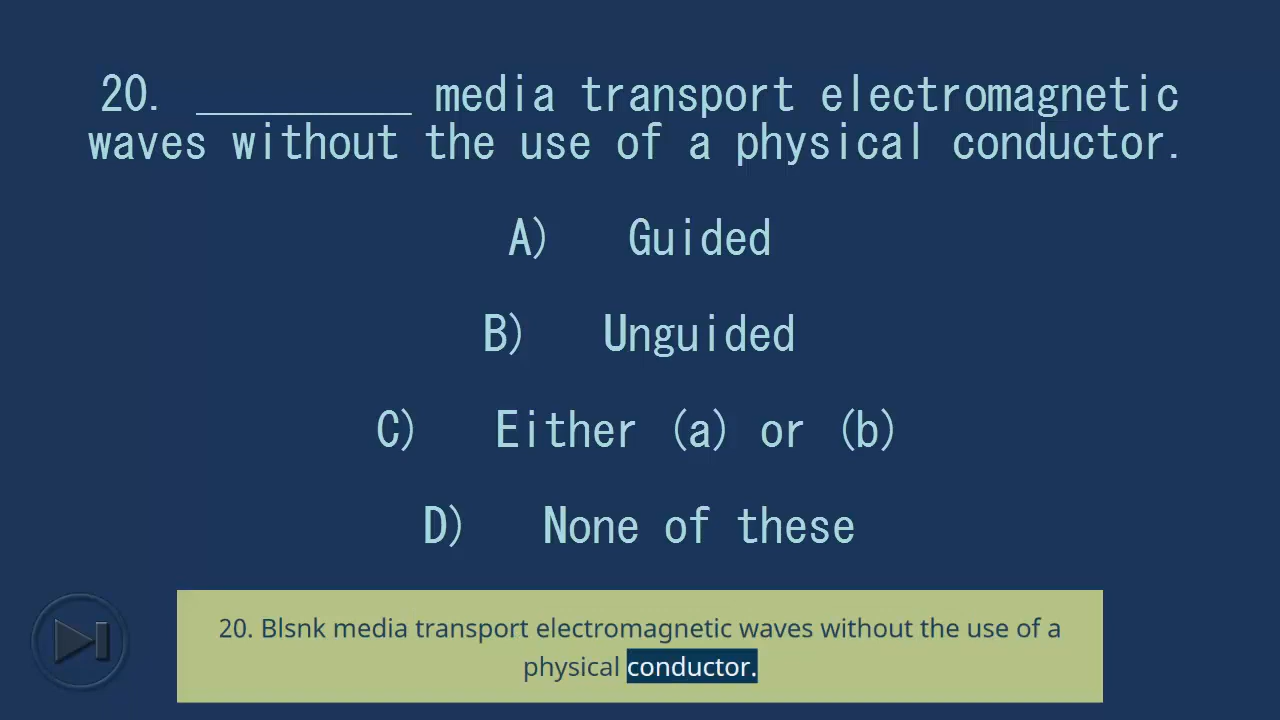 20. _________ media transport electromagnetic
waves without the use of a physical conductor.
A) Guided
B) Unguided
C) Either (a) or (b)
D) None of these
20. Blsnk media transport electromagnetic waves without the use of a
physical conductor.